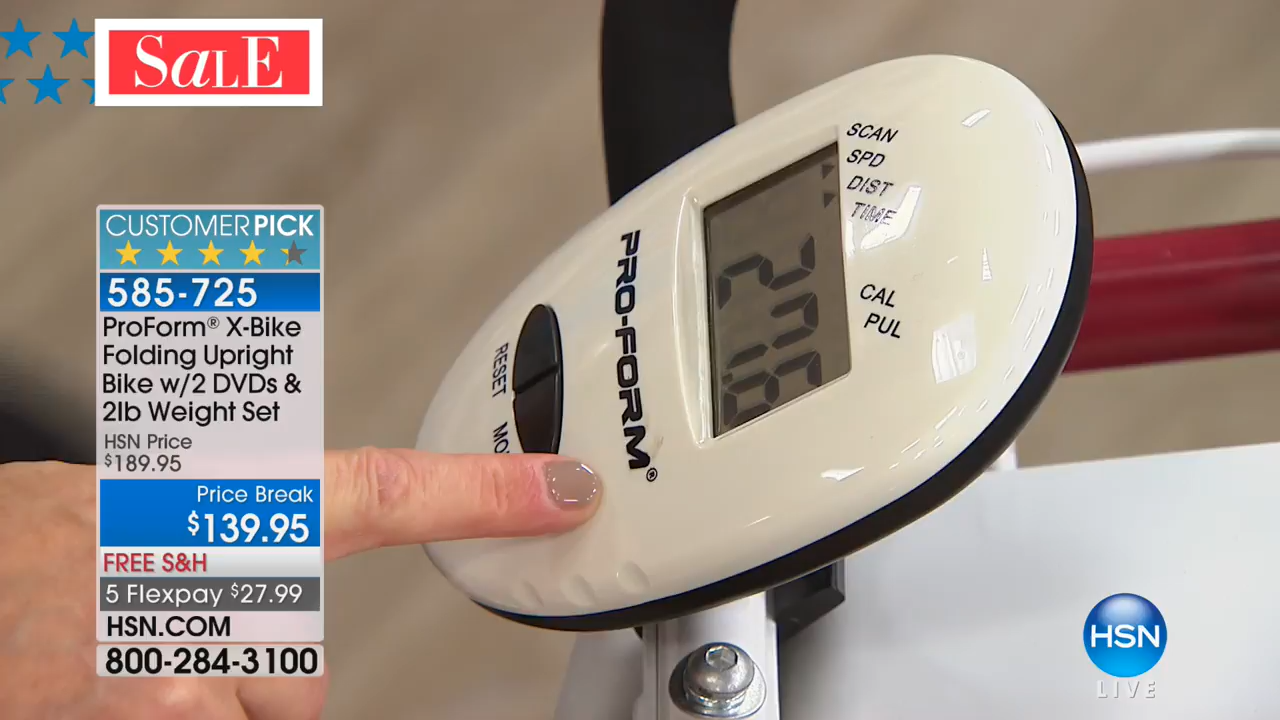 SALE
CUSTOMER PICK
585-725
ProForm® X-Bike
Folding Upright
Bike w/2 DVDs &
2lb Weight Set
HSN Price
$189.95
Price Break
$139.95
FREE S&H
5 Flexpay $27.99
HSN.COM
800-284-3100
SCAN
SPD
DIST
TIME
CAL
PUL
PRO-FORM®
RESET
HSN
LIVE